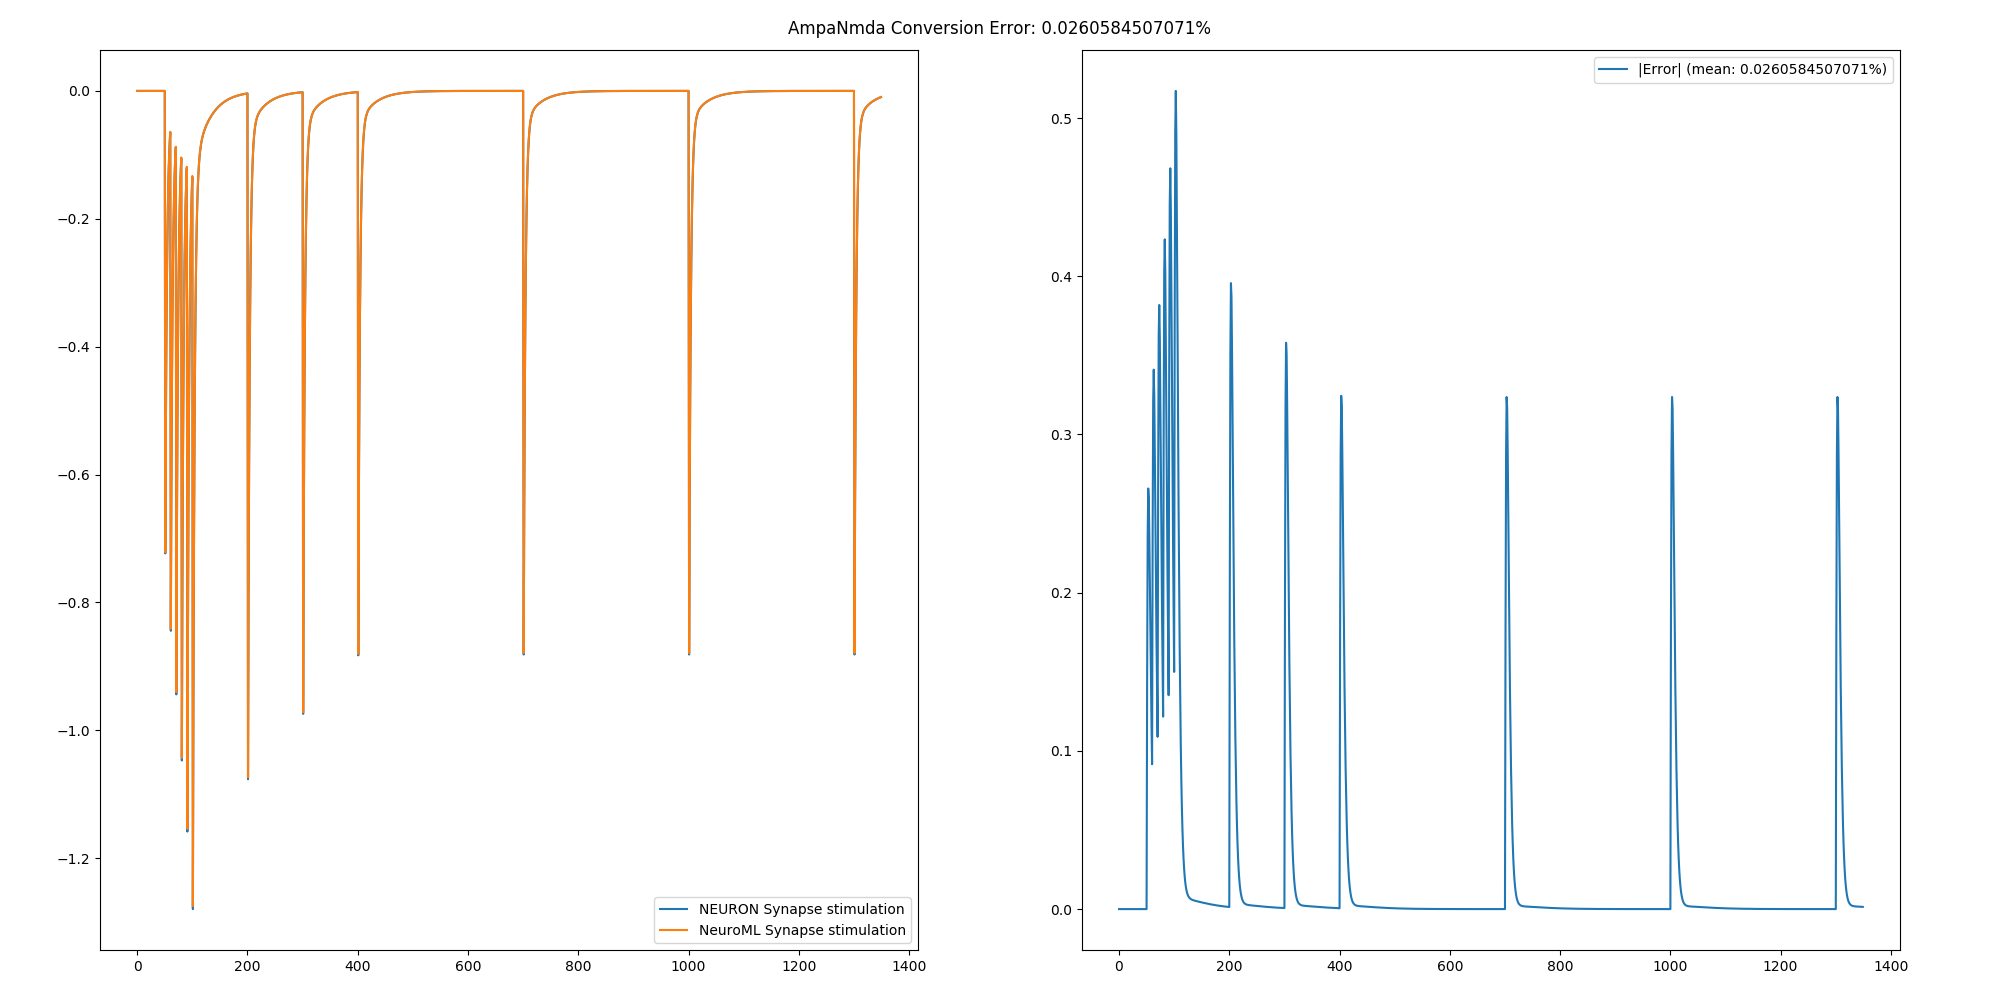 AmpaNmda Conversion Error: 0.0260584507071%
0.0
−0.2
−0.4
−0.6
−0.8
−1.0
−1.2
NEURON Synapse stimulation
NeuroML Synapse stimulation
0 200 400 600 800 1000 1200 1400
|Error| (mean: 0.0260584507071%)
0.5
0.4
0.3
0.2
0.1
0.0
0 200 400 600 800 1000 1200 1400